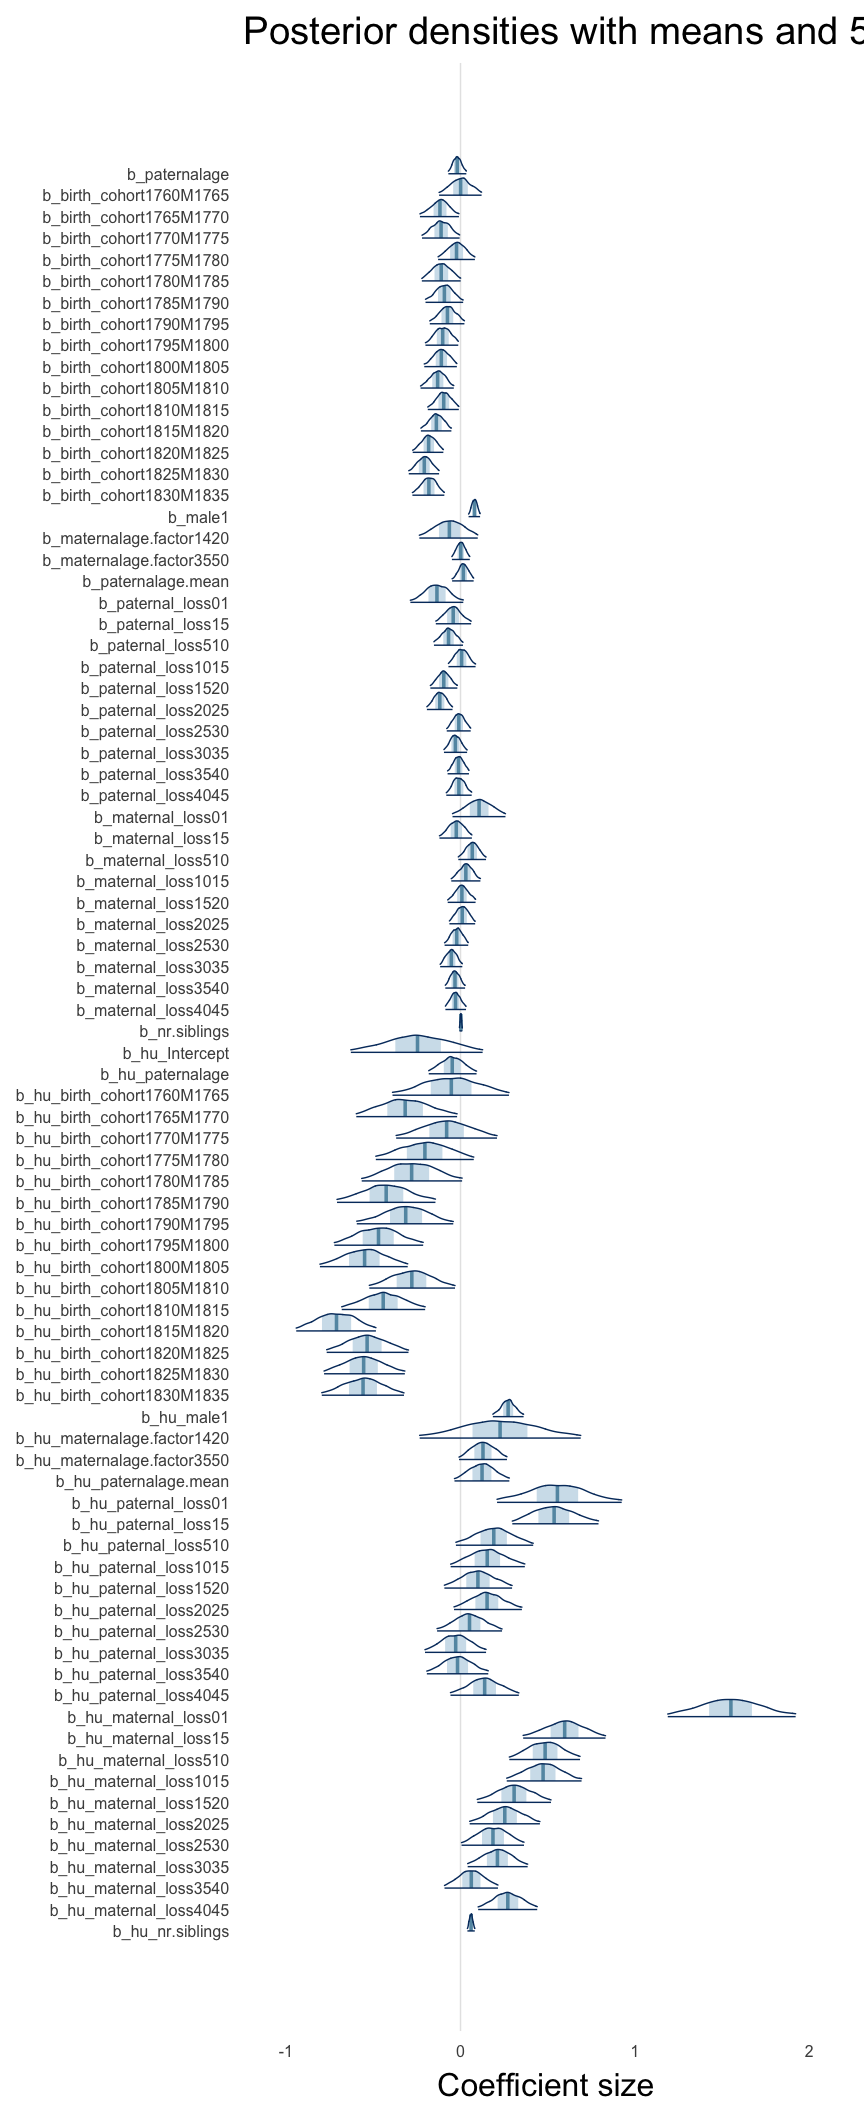 Posterior densities with means and 5
b_paternalage
b_birth_cohort1760M1765
b_birth_cohort1765M1770
b_birth_cohort1770M1775
b_birth_cohort1775M1780
b_birth_cohort1780M1785
b_birth_cohort1785M1790
b_birth_cohort1790M1795
b_birth_cohort1795M1800
b_birth_cohort1800M1805
b_birth_cohort1805M1810
b_birth_cohort1810M1815
b_birth_cohort1815M1820
b_birth_cohort1820M1825
b_birth_cohort1825M1830
b_birth_cohort1830M1835
b_male1
b_maternalage.factor1420
b_maternalage.factor3550
b_paternalage.mean
b_paternal_loss01
b_paternal_loss15
b_paternal_loss510
b_paternal_loss1015
b_paternal_loss1520
b_paternal_loss2025
b_paternal_loss2530
b_paternal_loss3035
b_paternal_loss3540
b_paternal_loss4045
b_maternal_loss01
b_maternal_loss15
b_maternal_loss510
b_maternal_loss1015
b_maternal_loss1520
b_maternal_loss2025
b_maternal_loss2530
b_maternal_loss3035
b_maternal_loss3540
b_maternal_loss4045
b_nr.siblings
b_hu_Intercept
b_hu_paternalage
b_hu_birth_cohort1760M1765
b_hu_birth_cohort1765M1770
b_hu_birth_cohort1770M1775
b_hu_birth_cohort1775M1780
b_hu_birth_cohort1780M1785
b_hu_birth_cohort1785M1790
b_hu_birth_cohort1790M1795
b_hu_birth_cohort1795M1800
b_hu_birth_cohort1800M1805
b_hu_birth_cohort1805M1810
b_hu_birth_cohort1810M1815
b_hu_birth_cohort1815M1820
b_hu_birth_cohort1820M1825
b_hu_birth_cohort1825M1830
b_hu_birth_cohort1830M1835
b_hu_male1
b_hu_maternalage.factor1420
b_hu_maternalage.factor3550
b_hu_paternalage.mean
b_hu_paternal_loss01
b_hu_paternal_loss15
b_hu_paternal_loss510
b_hu_paternal_loss1015
b_hu_paternal_loss1520
b_hu_paternal_loss2025
b_hu_paternal_loss2530
b_hu_paternal_loss3035
b_hu_paternal_loss3540
b_hu_paternal_loss4045
b_hu_maternal_loss01
b_hu_maternal_loss15
b_hu_maternal_loss510
b_hu_maternal_loss1015
b_hu_maternal_loss1520
b_hu_maternal_loss2025
b_hu_maternal_loss2530
b_hu_maternal_loss3035
b_hu_maternal_loss3540
b_hu_maternal_loss4045
b_hu_nr.siblings
-1 0 1 2
Coefficient size